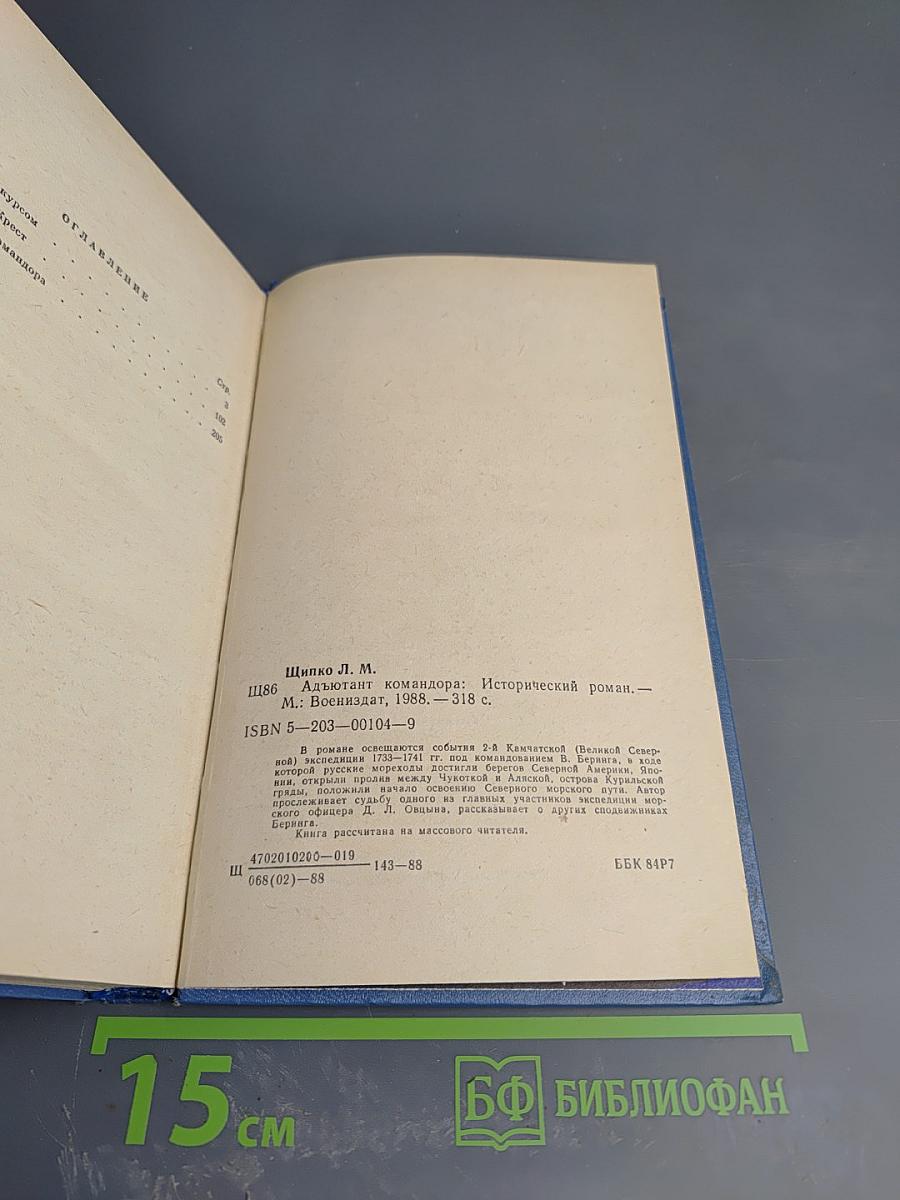 ОГЛАВЛЕНИЕ
Стр.
курсом . . . . . . . . 3
крест . . . . . . . . 102
командора . . . . . . . . 205
Щипко Л. М.
Щ86 Адъютант командора: Исторический роман.—
М.: Воениздат, 1988.—318 с.
ISBN 5—203—00104—9
В романе освещаются события 2-й Камчатской (Великой Север-
ной) экспедиции 1733—1741 гг. под командованием В. Беринга, в ходе
которой русские мореходы достигли берегов Северной Америки, Япо-
нии, открыли пролив между Чукоткой и Аляской, острова Курильской
гряды, положили начало освоению Северного морского пути. Автор
прослеживает судьбу одного из главных участников экспедиции мор-
ского офицера Д. Л. Овцына, рассказывает о других сподвижниках
Беринга.
Книга рассчитана на массового читателя.
Щ 4702010200—019
068(02)—88 143—88 ББК 84Р7
15 см БФ БИБЛИОФАН